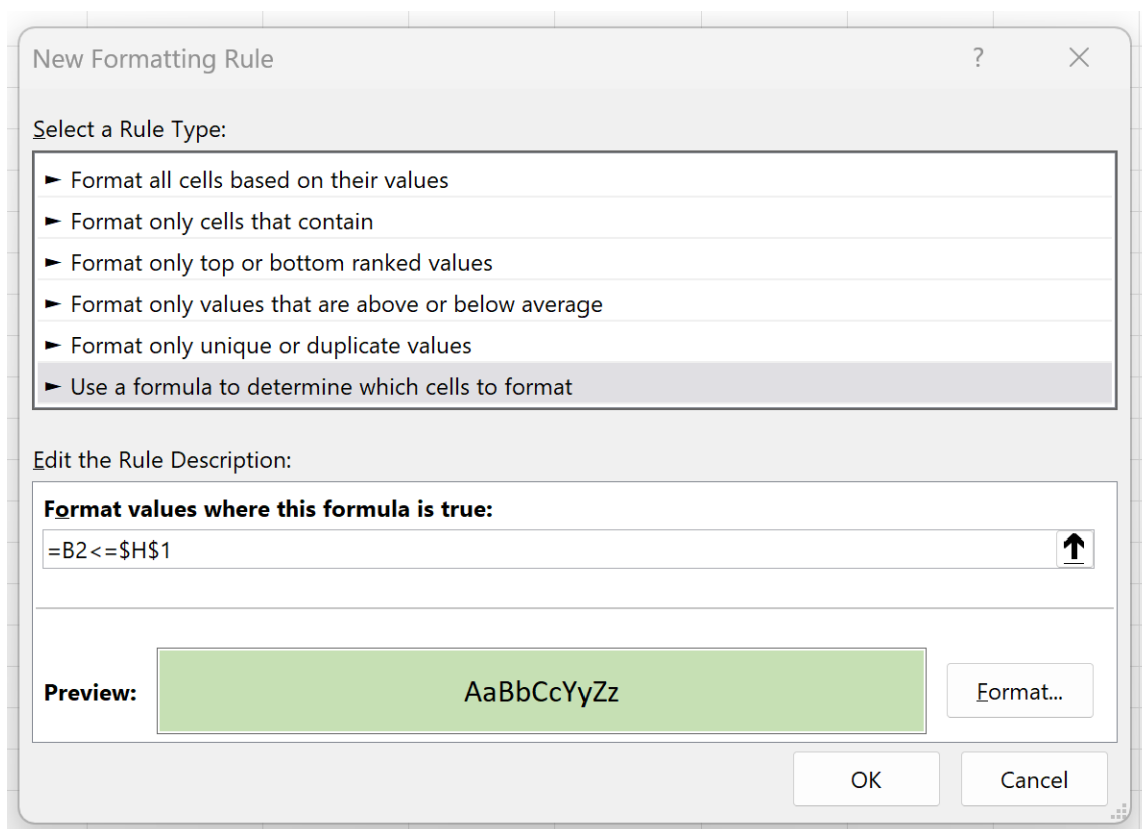 New Formatting Rule
?
Select a Rule Type:
► Format all cells based on their values
► Format only cells that contain
► Format only top or bottom ranked values
► Format only values that are above or below average
► Format only unique or duplicate values
► Use a formula to determine which cells to format
Edit the Rule Description:
Format values where this formula is true:
=B2<=$H$1
Preview:
AaBbCcYyZz
Format...
OK
Cancel